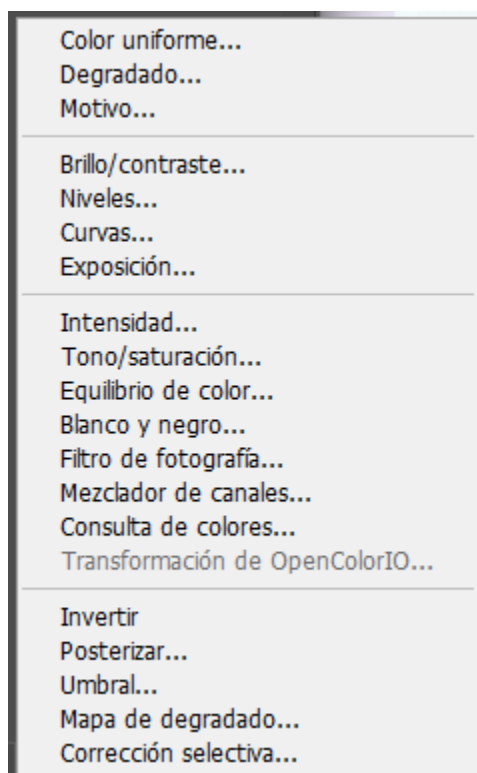 Color uniforme...
Degradado...
Motivo...
Brillo/contraste...
Niveles...
Curvas...
Exposición...
Intensidad...
Tono/saturación...
Equilibrio de color...
Blanco y negro...
Filtro de fotografía...
Mezclador de canales...
Consulta de colores...
Transformación de OpenColorIO...
Invertir
Posterizar...
Umbral...
Mapa de degradado...
Corrección selectiva...